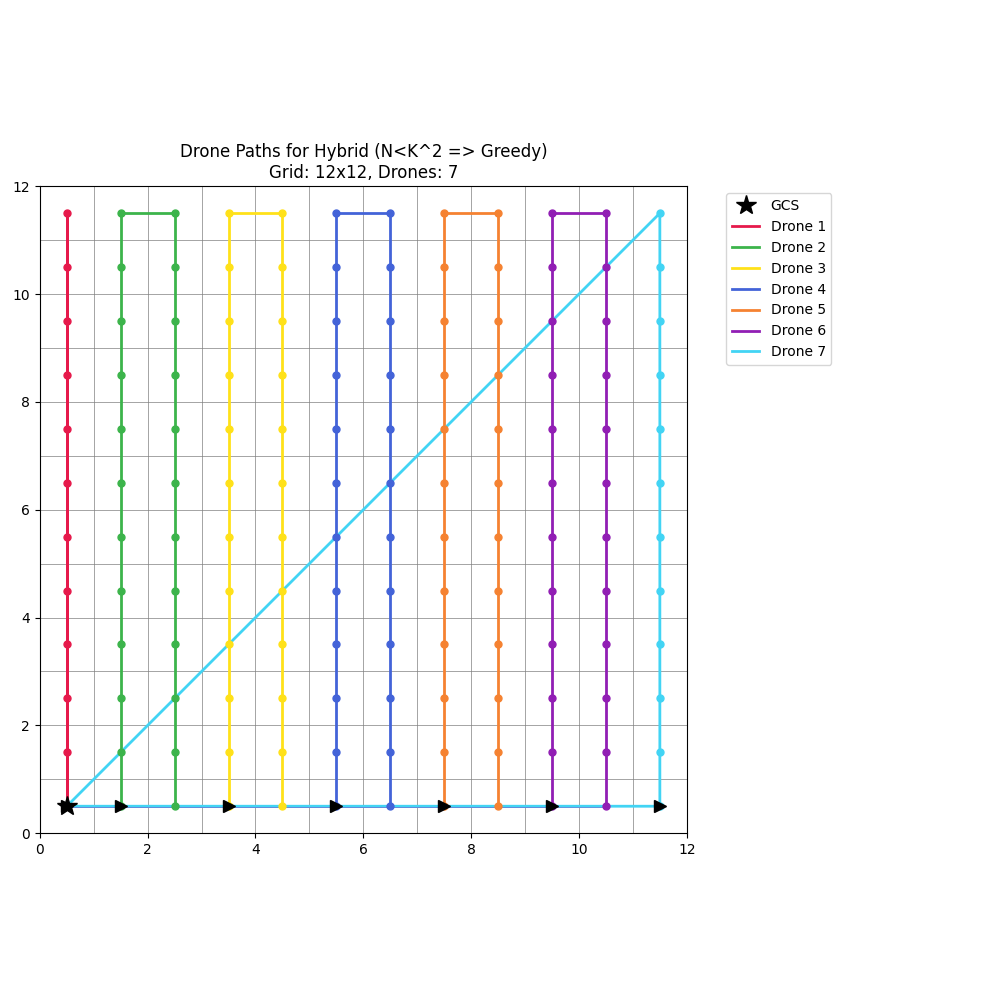 Drone Paths for Hybrid (N<K^2 => Greedy)
Grid: 12x12, Drones: 7
12
10
8
6
4
2
0
0 2 4 6 8 10 12
GCS
Drone 1
Drone 2
Drone 3
Drone 4
Drone 5
Drone 6
Drone 7